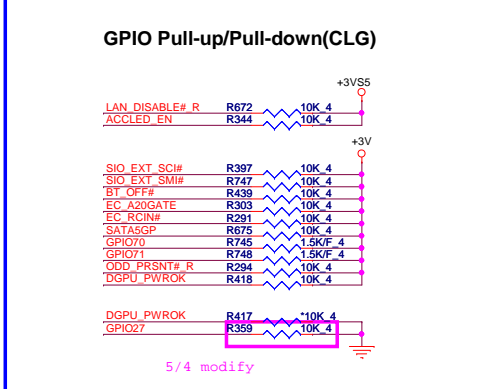 GPIO Pull-up/Pull-down(CLG)
+3VS5
LAN_DISABLE#_R R672 10K_4
ACCLED_EN R344 10K_4
+3V
SIO_EXT_SCI# R397 10K_4
SIO_EXT_SMI# R747 10K_4
BT_OFF# R439 10K_4
EC_A20GATE R303 10K_4
EC_RCIN# R291 10K_4
SATA5GP R675 10K_4
GPIO70 R745 1.5K/F_4
GPIO71 R748 1.5K/F_4
ODD_PRSNT#_R R294 10K_4
DGPU_PWROK R418 10K_4
DGPU_PWROK R417 *10K_4
GPIO27 R359 10K_4
5/4 modify